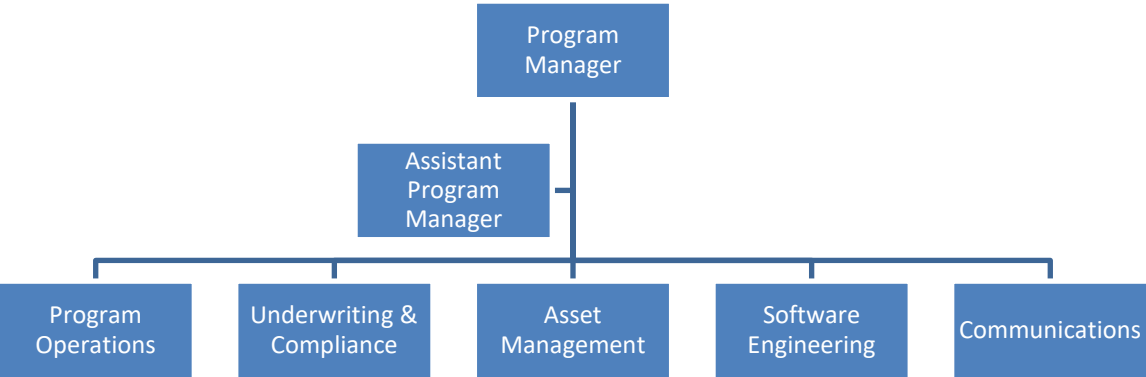 Program
Manager
Assistant
Program
Manager
Program
Operations
Underwriting &
Compliance
Asset
Management
Software
Engineering
Communications